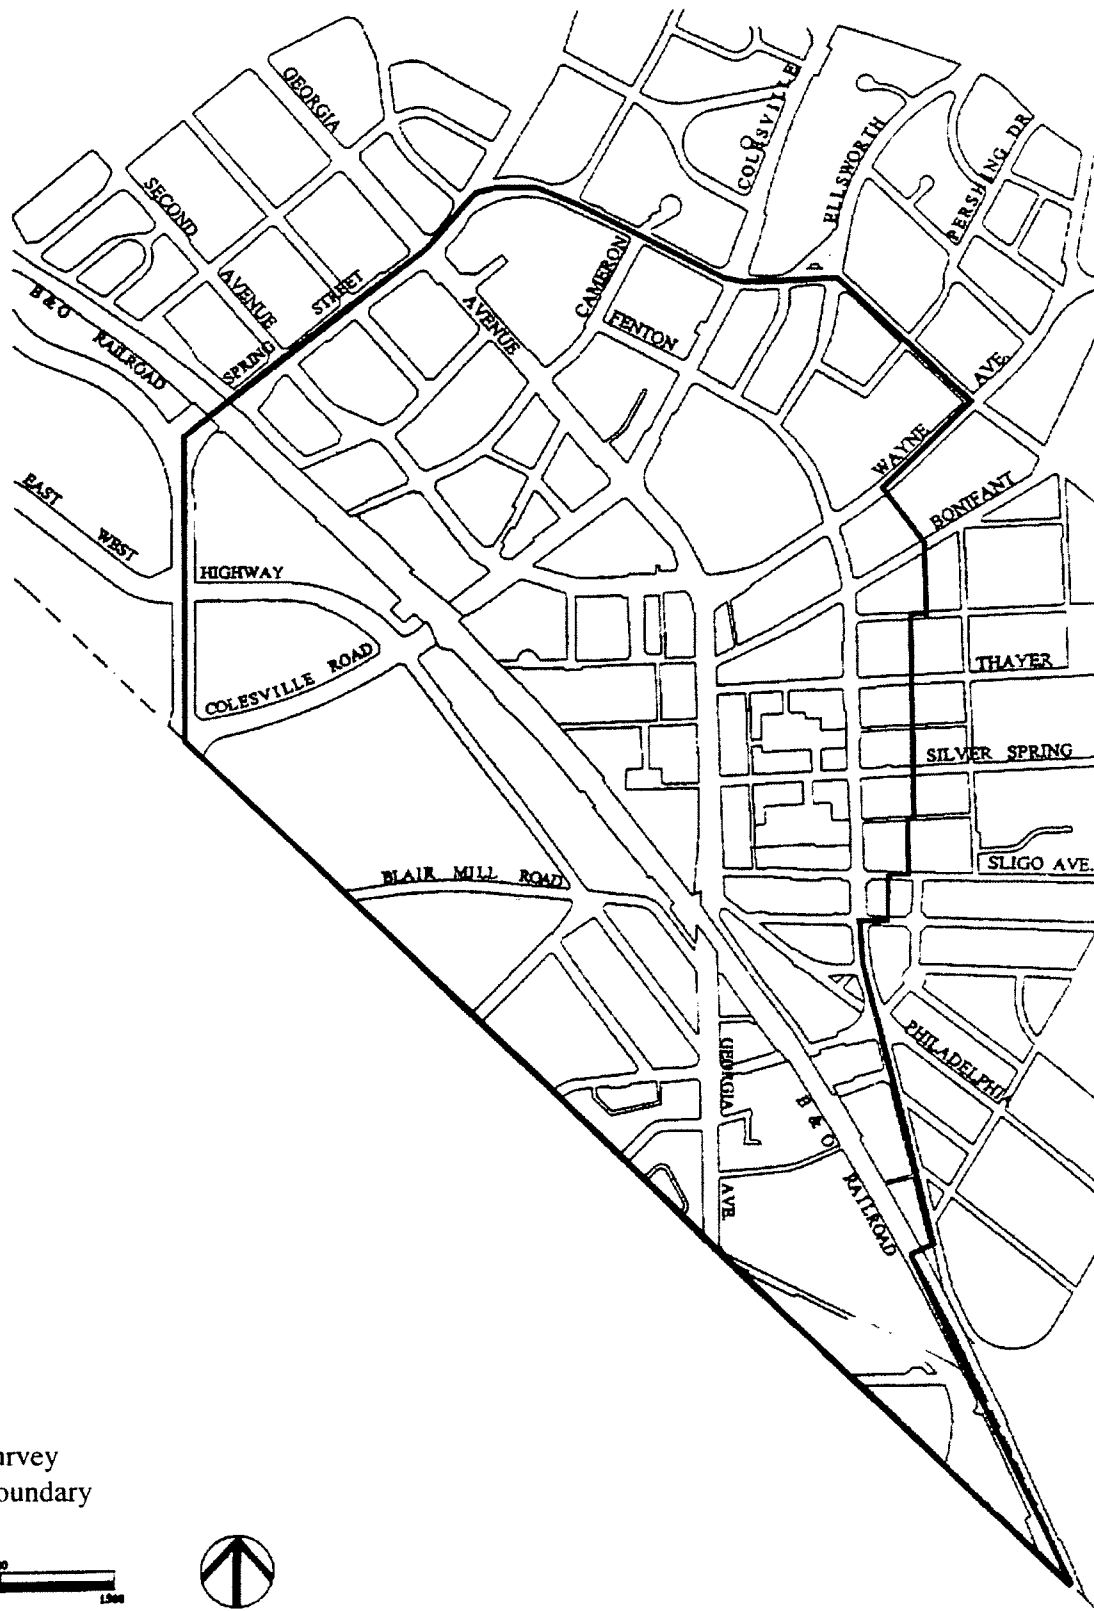 GEORGIA
COLESVILLE
ELLSWORTH
PERSHING DR
SECOND
AVENUE
STREET
SPRING
B & O
RAILROAD
CAMERON
AVENUE
FENTON
AVE.
WAYNE
BONIFANT
EAST
WEST
HIGHWAY
COLESVILLE ROAD
THAYER
SILVER SPRING
SLIGO AVE.
BLAIR MILL ROAD
PHILADELPHIA
GEORGIA
AVE
B & O
RAILROAD
urvey
oundary